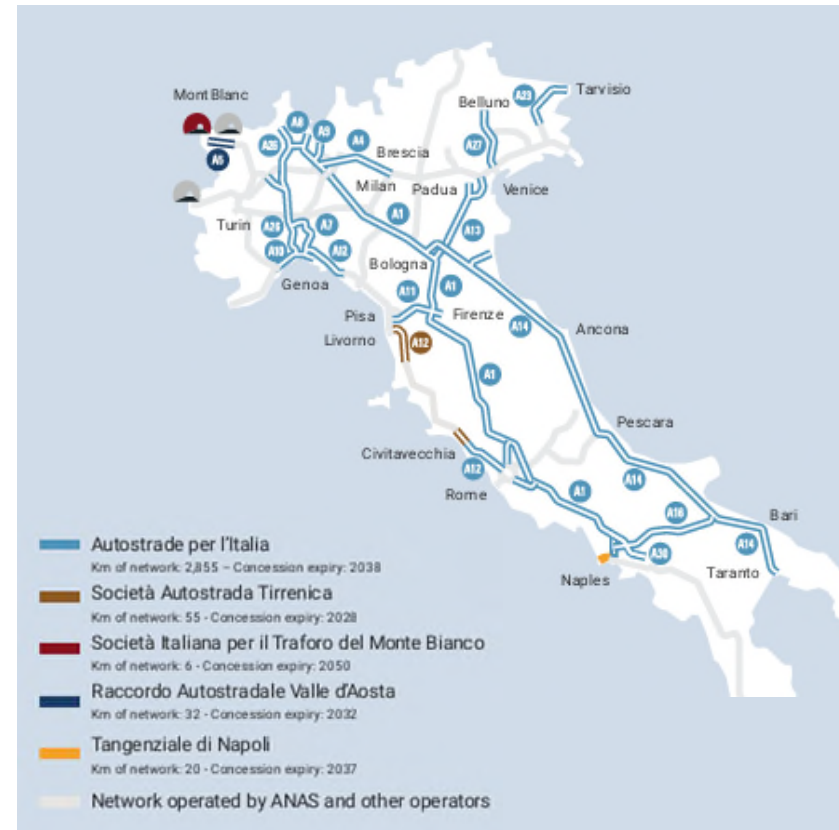 Mont Blanc
Tarvisio
A23
Belluno
A8
A9
A26
A4
A27
A5
Brescia
Milan
Padua
Venice
A1
Turin
A26
A7
A13
A10
A12
Bologna
Genoa
A11
A1
Pisa
Firenze
A14
Livorno
A12
Ancona
A1
Pescara
Civitavecchia
A12
A14
Rome
A1
A16
Bari
A14
A30
Naples
Taranto
Autostrade per l'Italia
Km of network: 2,855 – Concession expiry: 2038
Società Autostrada Tirrenica
Km of network: 55 - Concession expiry: 2028
Società Italiana per il Traforo del Monte Bianco
Km of network: 6 - Concession expiry: 2050
Raccordo Autostradale Valle d'Aosta
Km of network: 32 - Concession expiry: 2032
Tangenziale di Napoli
Km of network: 20 - Concession expiry: 2037
Network operated by ANAS and other operators